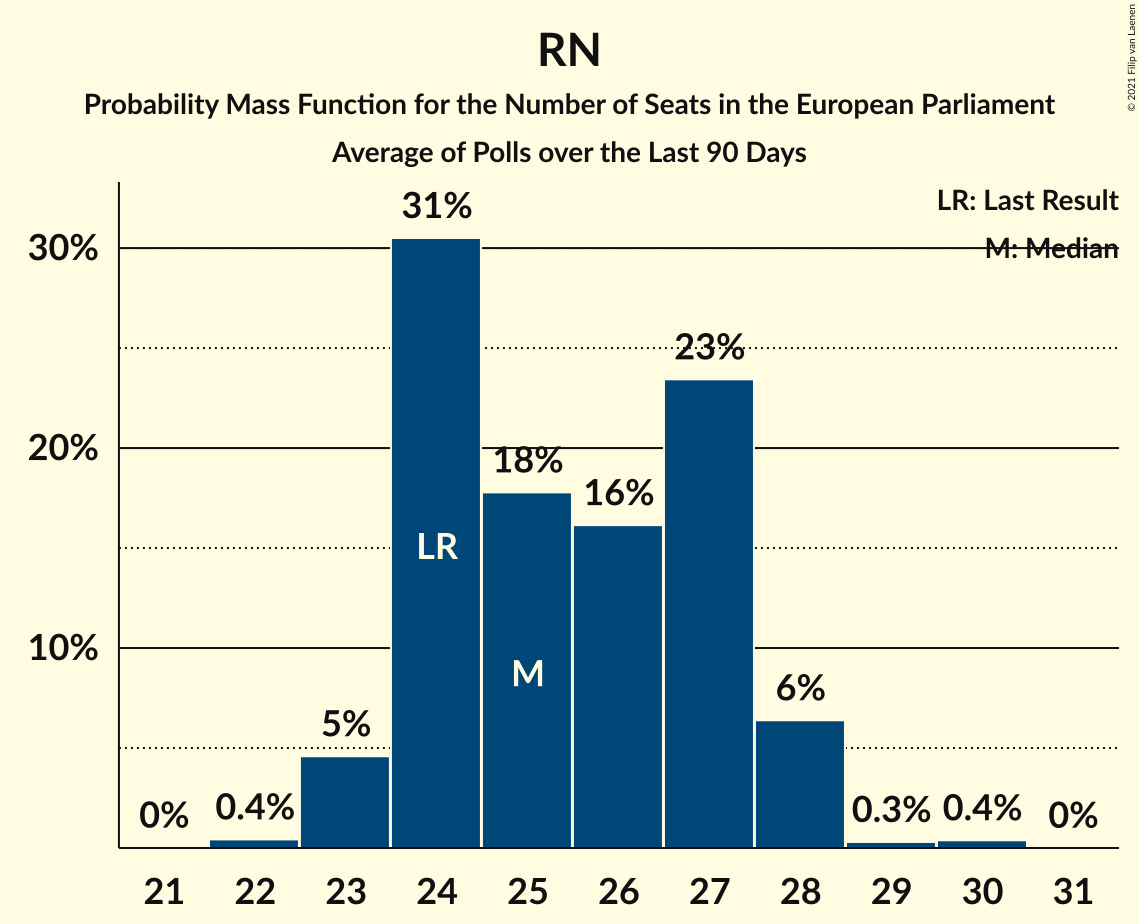 RN
Probability Mass Function for the Number of Seats in the European Parliament
Average of Polls over the Last 90 Days
© 2021 Filip van Laenen
LR: Last Result
M: Median
30%
20%
10%
0%
0.4%
5%
31%
18%
16%
23%
6%
0.3%
0.4%
0%
LR
M
21 22 23 24 25 26 27 28 29 30 31